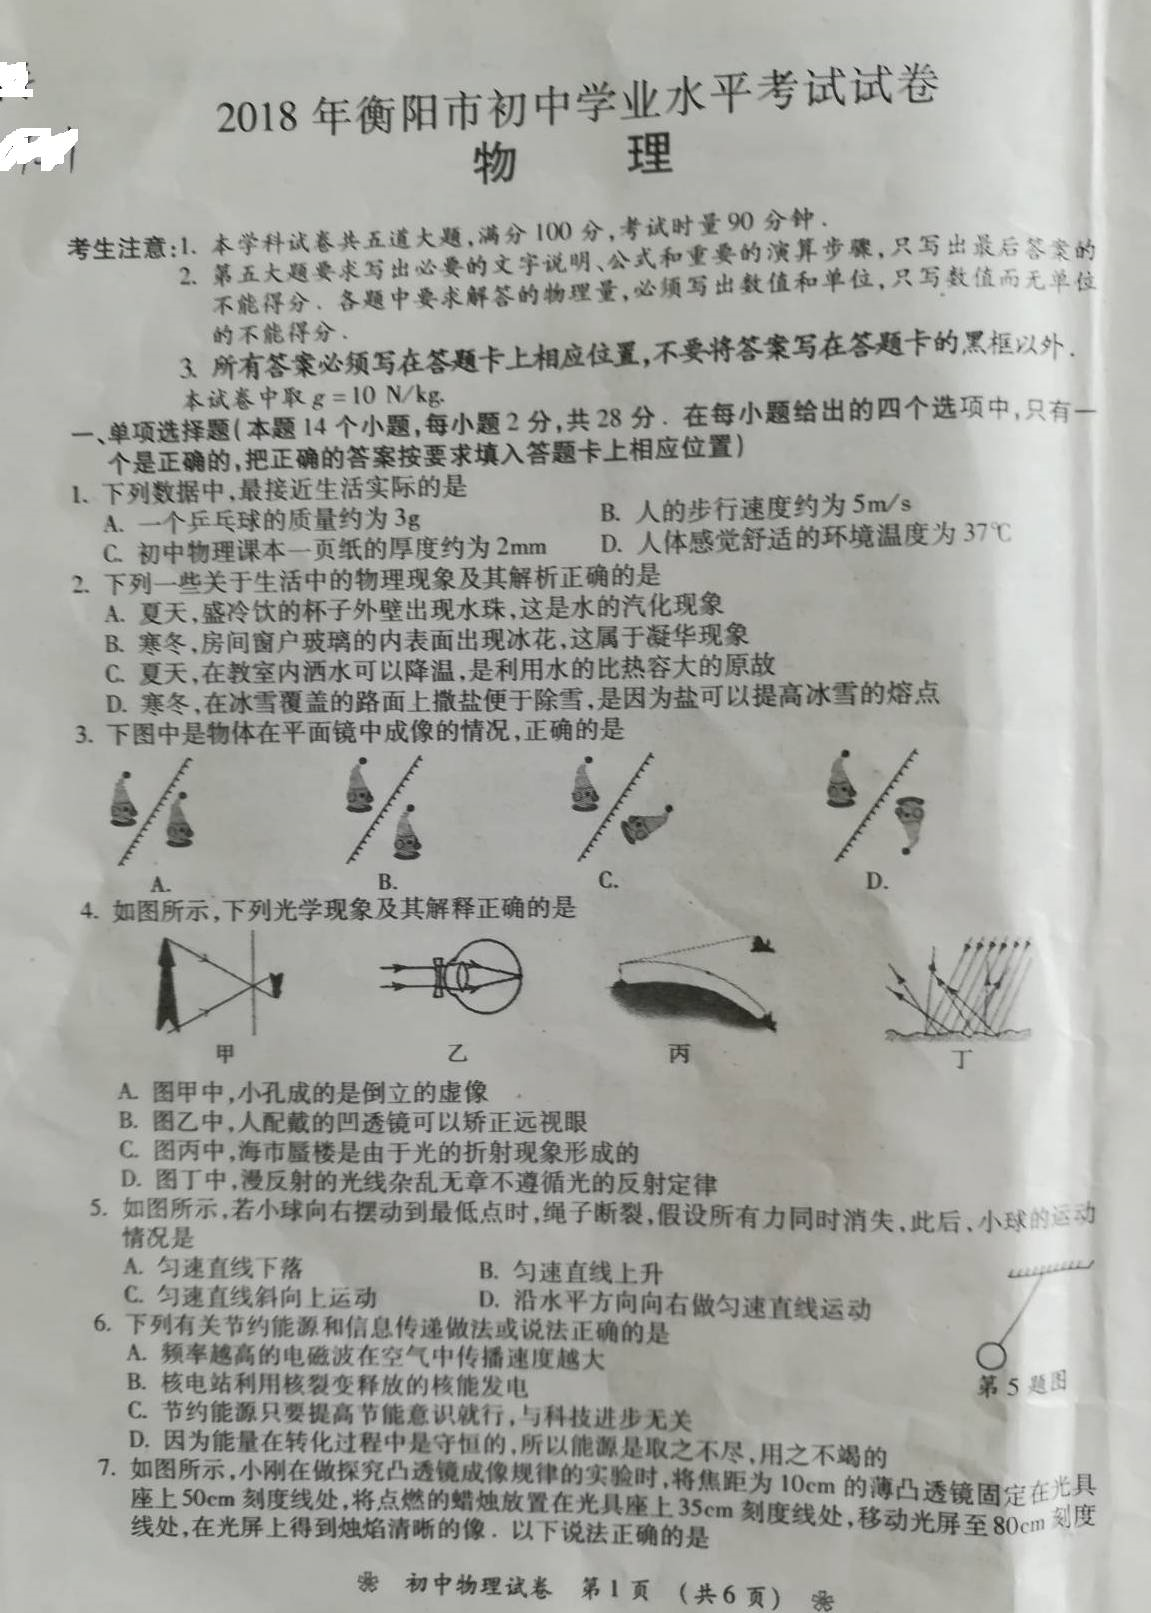 2018年衡阳市初中学业水平考试试卷
物 理
考生注意:1. 本学科试卷共五道大题,满分100分,考试时量90分钟.
2. 第五大题要求写出必要的文字说明、公式和重要的演算步骤,只写出最后答案的
不能得分. 各题中要求解答的物理量,必须写出数值和单位,只写数值而无单位
的不能得分.
3. 所有答案必须写在答题卡上相应位置,不要将答案写在答题卡的黑框以外.
本试卷中取g=10 N/kg.
一、单项选择题(本题14个小题,每小题2分,共28分. 在每小题给出的四个选项中,只有一
个是正确的,把正确的答案按要求填入答题卡上相应位置)
1. 下列数据中,最接近生活实际的是
A. 一个乒乓球的质量约为3g B. 人的步行速度约为5m/s
C. 初中物理课本一页纸的厚度约为2mm D. 人体感觉舒适的环境温度为37℃
2. 下列一些关于生活中的物理现象及其解析正确的是
A. 夏天,盛冷饮的杯子外壁出现水珠,这是水的汽化现象
B. 寒冬,房间窗户玻璃的内表面出现冰花,这属于凝华现象
C. 夏天,在教室内洒水可以降温,是利用水的比热容大的原故
D. 寒冬,在冰雪覆盖的路面上撒盐便于除雪,是因为盐可以提高冰雪的熔点
3. 下图中是物体在平面镜中成像的情况,正确的是
A. B. C. D.
4. 如图所示,下列光学现象及其解释正确的是
甲 乙 丙 丁
A. 图甲中,小孔成的是倒立的虚像
B. 图乙中,人配戴的凹透镜可以矫正远视眼
C. 图丙中,海市蜃楼是由于光的折射现象形成的
D. 图丁中,漫反射的光线杂乱无章不遵循光的反射定律
5. 如图所示,若小球向右摆动到最低点时,绳子断裂,假设所有力同时消失,此后、小球的运动
情况是
A. 匀速直线下落 B. 匀速直线上升
C. 匀速直线斜向上运动 D. 沿水平方向向右做匀速直线运动
第5题图
6. 下列有关节约能源和信息传递做法或说法正确的是
A. 频率越高的电磁波在空气中传播速度越大
B. 核电站利用核裂变释放的核能发电
C. 节约能源只要提高节能意识就行,与科技进步无关
D. 因为能量在转化过程中是守恒的,所以能源是取之不尽,用之不竭的
7. 如图所示,小刚在做探究凸透镜成像规律的实验时,将焦距为10cm的薄凸透镜固定在光具
座上50cm刻度线处,将点燃的蜡烛放置在光具座上35cm刻度线处,移动光屏至80cm刻度
线处,在光屏上得到烛焰清晰的像. 以下说法正确的是
初中物理试卷 第1页 (共6页)